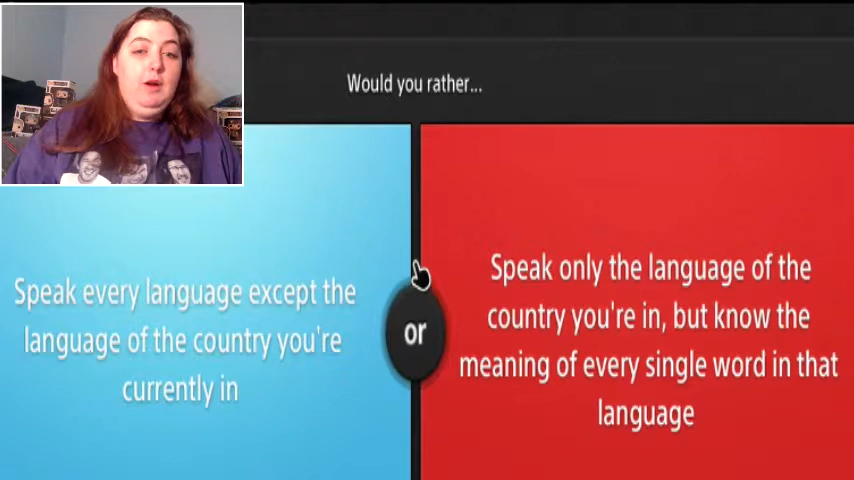 Would you rather...
Speak every language except the
language of the country you're
currently in
or
Speak only the language of the
country you're in, but know the
meaning of every single word in that
language